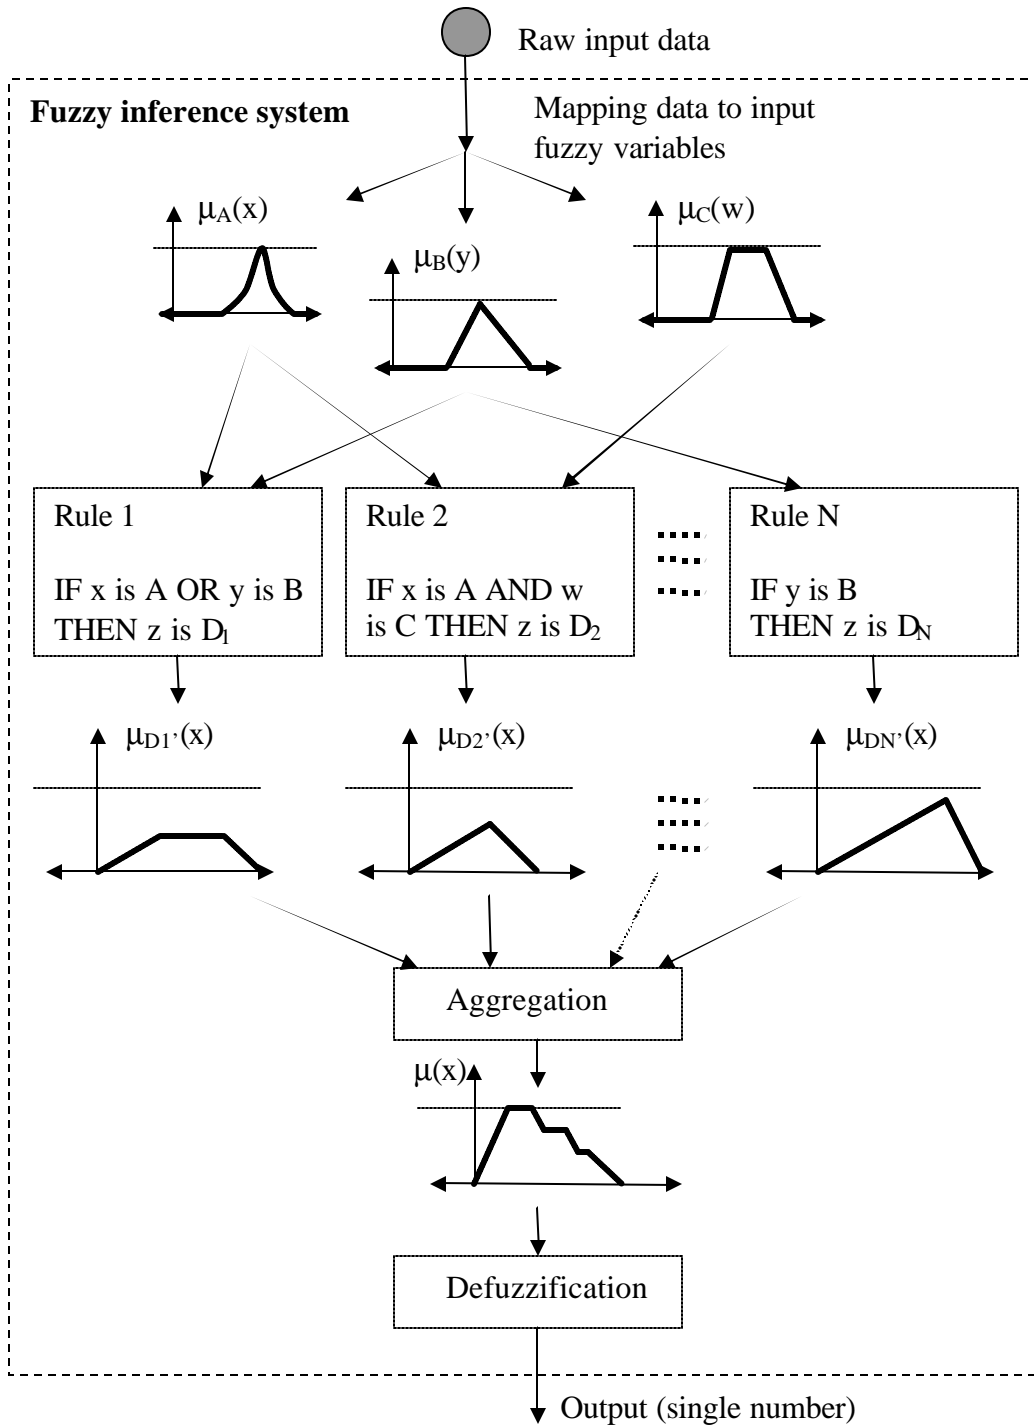 Raw input data
Fuzzy inference system
Mapping data to input
fuzzy variables
μA(x)
μB(y)
μC(w)
Rule 1
IF x is A OR y is B
THEN z is D1
Rule 2
IF x is A AND w
is C THEN z is D2
Rule N
IF y is B
THEN z is DN
μD1'(x)
μD2'(x)
μDN'(x)
Aggregation
μ(x)
Defuzzification
Output (single number)